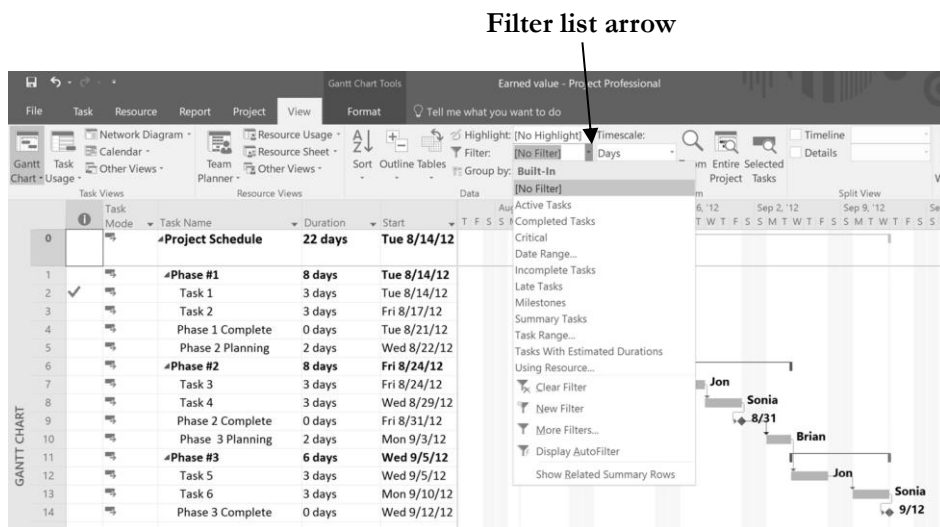 Filter list arrow
Gantt Chart Tools Earned value - Project Professional
File Task Resource Report Project View Format Tell me what you want to do
Network Diagram Resource Usage Highlight: [No Highlight] Timescale: Timeline
Calendar Resource Sheet Filter: [No Filter] Days Details
Gantt Chart Task Usage Other Views Team Planner Other Views Sort Outline Tables Group by: Entire Project Selected Tasks
Task Views Resource Views Data Split View
Built-In
[No Filter]
Active Tasks
Completed Tasks
Critical
Date Range...
Incomplete Tasks
Late Tasks
Milestones
Summary Tasks
Task Range...
Tasks With Estimated Durations
Using Resource...
Clear Filter
New Filter
More Filters...
Display AutoFilter
Show Related Summary Rows
Task Mode Task Name Duration Start T F S S Sep 2, '12 Sep 9, '12
T W T F S S M T W T F S S M T W T F S S
0 Project Schedule 22 days Tue 8/14/12
1 Phase #1 8 days Tue 8/14/12
2 Task 1 3 days Tue 8/14/12
3 Task 2 3 days Fri 8/17/12
4 Phase 1 Complete 0 days Tue 8/21/12
5 Phase 2 Planning 2 days Wed 8/22/12
6 Phase #2 8 days Fri 8/24/12
7 Task 3 3 days Fri 8/24/12 Jon
8 Task 4 3 days Wed 8/29/12 Sonia
9 Phase 2 Complete 0 days Fri 8/31/12 8/31
10 Phase 3 Planning 2 days Mon 9/3/12 Brian
11 Phase #3 6 days Wed 9/5/12
12 Task 5 3 days Wed 9/5/12 Jon
13 Task 6 3 days Mon 9/10/12 Sonia
14 Phase 3 Complete 0 days Wed 9/12/12 9/12
GANTT CHART